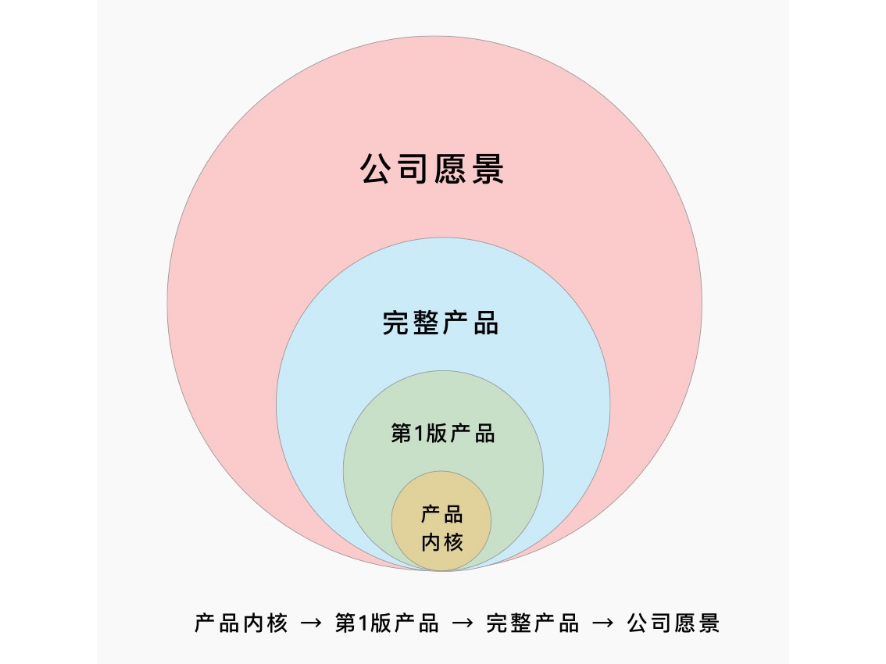 公司愿景
完整产品
第1版产品
产品
内核
产品内核 → 第1版产品 → 完整产品 → 公司愿景